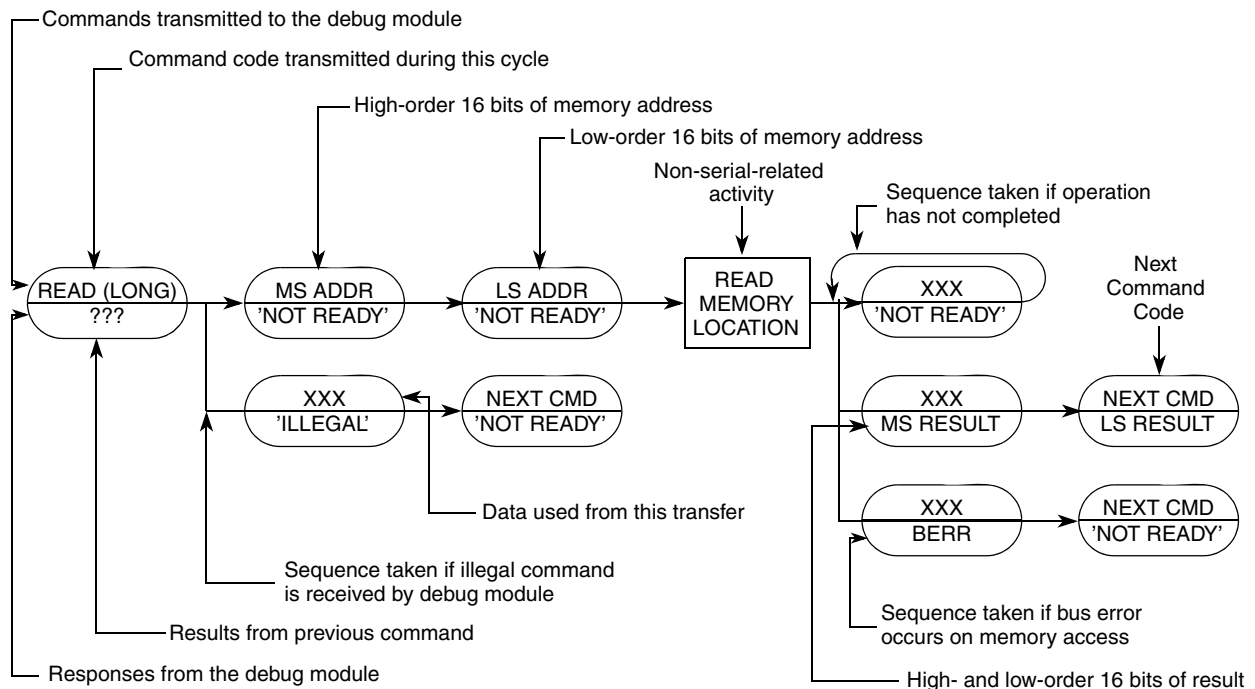 Commands transmitted to the debug module
Command code transmitted during this cycle
High-order 16 bits of memory address
Low-order 16 bits of memory address
Non-serial-related
activity
Sequence taken if operation
has not completed
Next
Command
Code
READ (LONG)
???
MS ADDR
'NOT READY'
LS ADDR
'NOT READY'
READ
MEMORY
LOCATION
XXX
'NOT READY'
XXX
'ILLEGAL'
NEXT CMD
'NOT READY'
XXX
MS RESULT
NEXT CMD
LS RESULT
XXX
BERR
NEXT CMD
'NOT READY'
Data used from this transfer
Sequence taken if illegal command
is received by debug module
Results from previous command
Responses from the debug module
Sequence taken if bus error
occurs on memory access
High- and low-order 16 bits of result